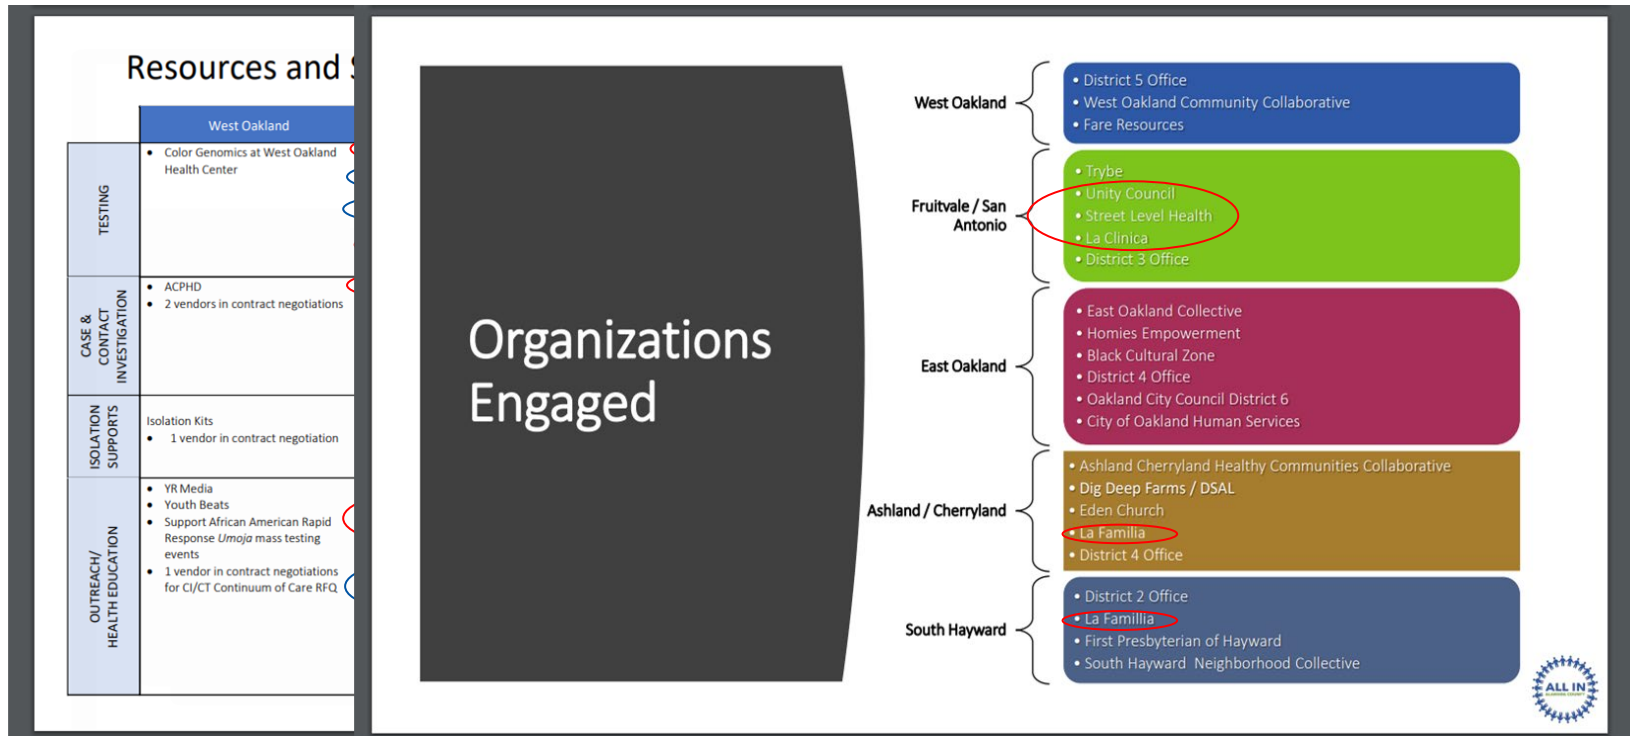 Resources and S
West Oakland
TESTING
• Color Genomics at West Oakland
Health Center
CASE &
CONTACT
INVESTIGATION
• ACPHD
• 2 vendors in contract negotiations
ISOLATION
SUPPORTS
Isolation Kits
• 1 vendor in contract negotiation
OUTREACH/
HEALTH EDUCATION
• YR Media
• Youth Beats
• Support African American Rapid
Response Umoja mass testing
events
• 1 vendor in contract negotiations
for CI/CT Continuum of Care RFQ
Organizations
Engaged
West Oakland
• District 5 Office
• West Oakland Community Collaborative
• Fare Resources
Fruitvale / San
Antonio
• Trybe
• Unity Council
• Street Level Health
• La Clinica
• District 3 Office
East Oakland
• East Oakland Collective
• Homies Empowerment
• Black Cultural Zone
• District 4 Office
• Oakland City Council District 6
• City of Oakland Human Services
Ashland / Cherryland
• Ashland Cherryland Healthy Communities Collaborative
• Dig Deep Farms / DSAL
• Eden Church
• La Familia
• District 4 Office
South Hayward
• District 2 Office
• La Famillia
• First Presbyterian of Hayward
• South Hayward Neighborhood Collective
ALL IN
ALAMEDA COUNTY